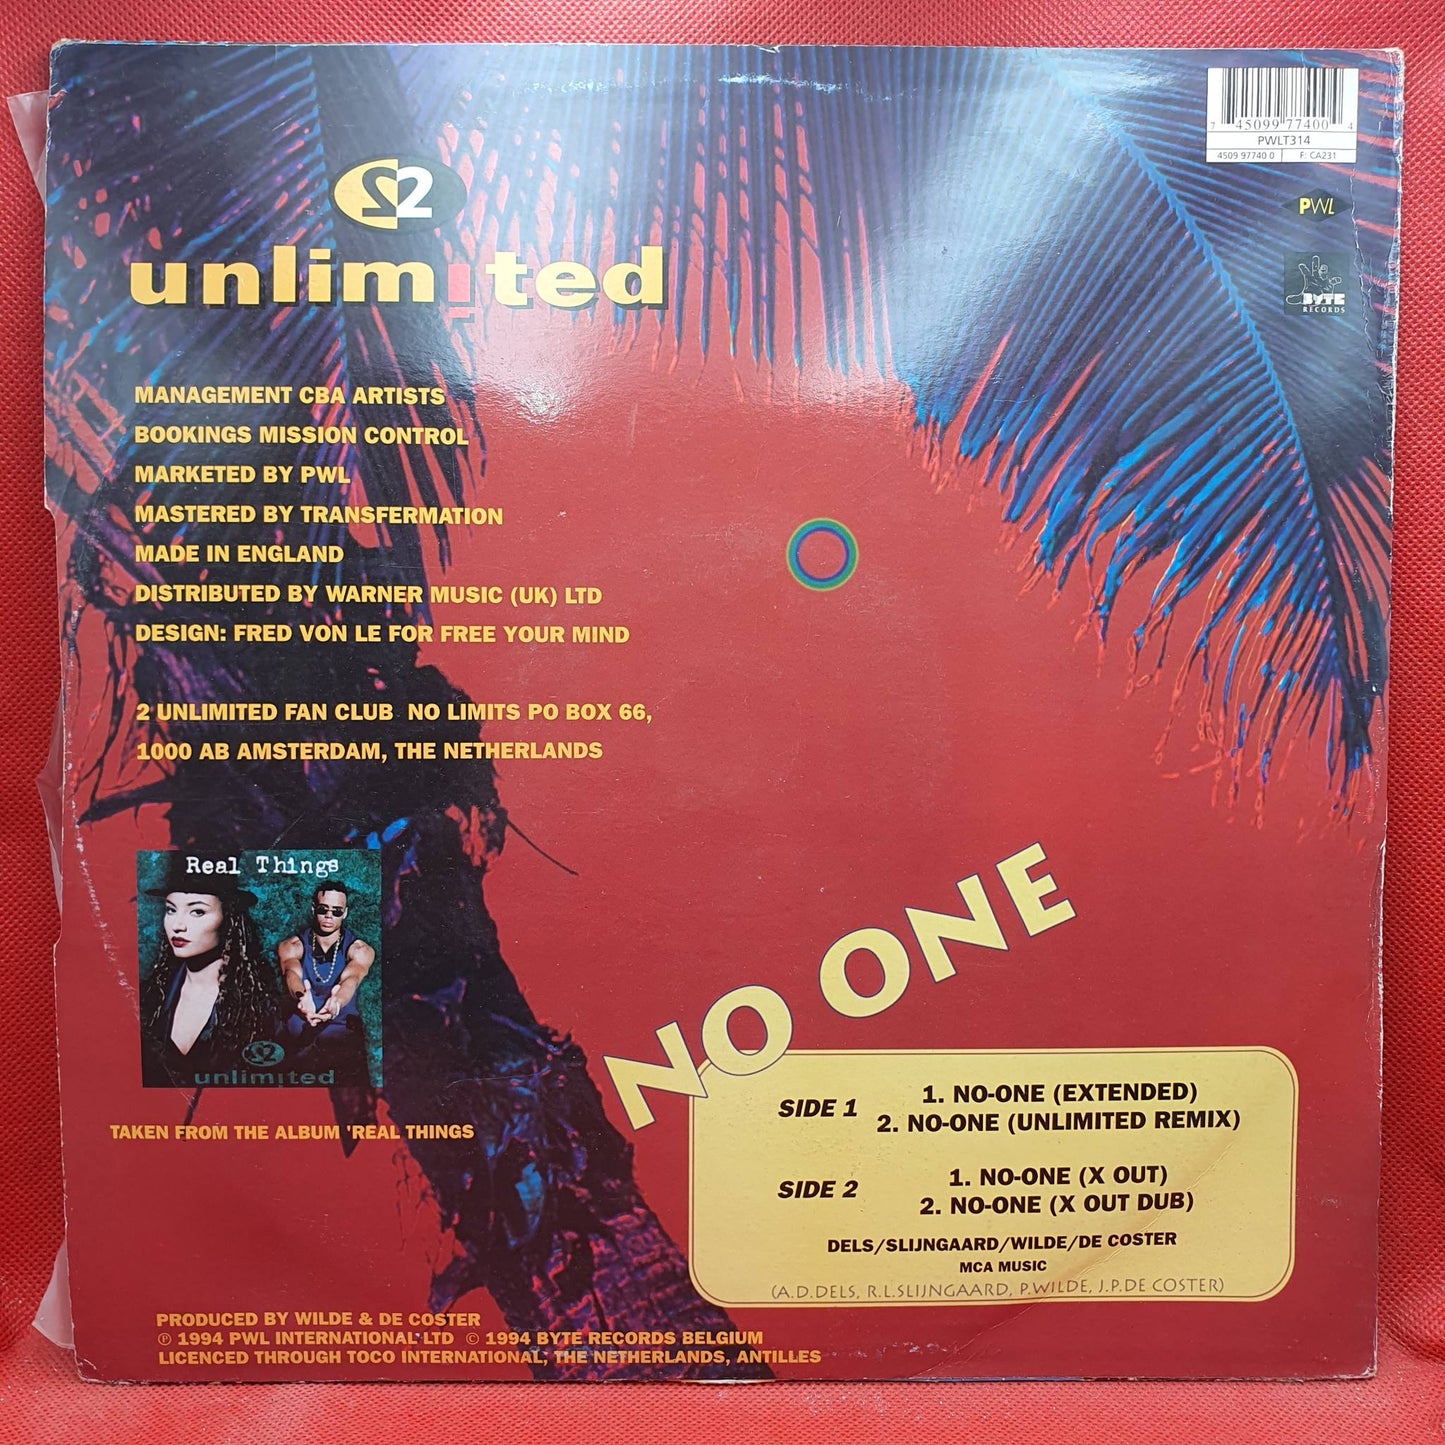 7 45099 77400 4
PWLT314
4509 97740 0 F: CA231
PWL
BYTE
RECORDS
2
unlimited
MANAGEMENT CBA ARTISTS
BOOKINGS MISSION CONTROL
MARKETED BY PWL
MASTERED BY TRANSFERMATION
MADE IN ENGLAND
DISTRIBUTED BY WARNER MUSIC (UK) LTD
DESIGN: FRED VON LE FOR FREE YOUR MIND
2 UNLIMITED FAN CLUB NO LIMITS PO BOX 66,
1000 AB AMSTERDAM, THE NETHERLANDS
Real Things
2
unlimited
TAKEN FROM THE ALBUM 'REAL THINGS
NO ONE
SIDE 1
1. NO-ONE (EXTENDED)
2. NO-ONE (UNLIMITED REMIX)
SIDE 2
1. NO-ONE (X OUT)
2. NO-ONE (X OUT DUB)
DELS/SLIJNGAARD/WILDE/DE COSTER
MCA MUSIC
(A.D.DELS, R.L.SLIJNGAARD, P.WILDE, J.P.DE COSTER)
PRODUCED BY WILDE & DE COSTER
℗ 1994 PWL INTERNATIONAL LTD © 1994 BYTE RECORDS BELGIUM
LICENCED THROUGH TOCO INTERNATIONAL, THE NETHERLANDS, ANTILLES